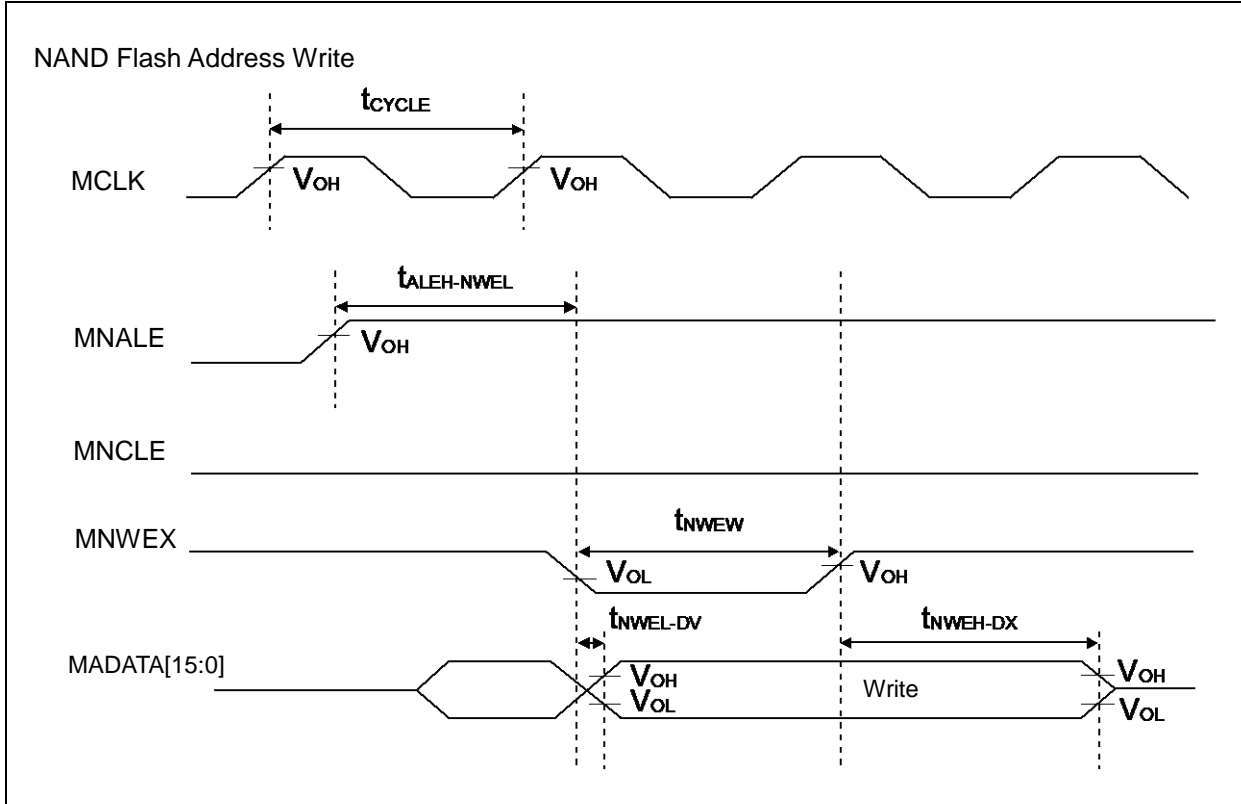 NAND Flash Address Write
tCYCLE
MCLK
VOH VOH
tALEH-NWEL
MNALE
VOH
MNCLE
tNWEW
MNWEX
VOL VOH
tNWEL-DV tNWEH-DX
MADATA[15:0]
VOH Write VOH
VOL VOL